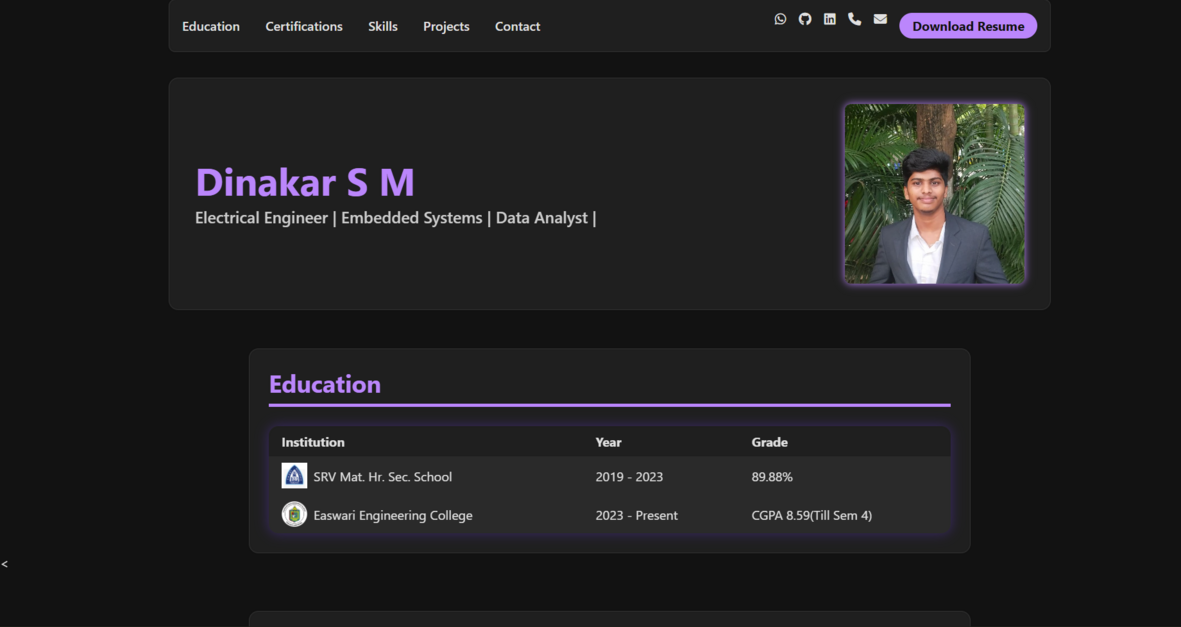 Education Certifications Skills Projects Contact Download Resume
Dinakar S M
Electrical Engineer | Embedded Systems | Data Analyst |
Education
Institution Year Grade
SRV Mat. Hr. Sec. School 2019 - 2023 89.88%
Easwari Engineering College 2023 - Present CGPA 8.59(Till Sem 4)
<